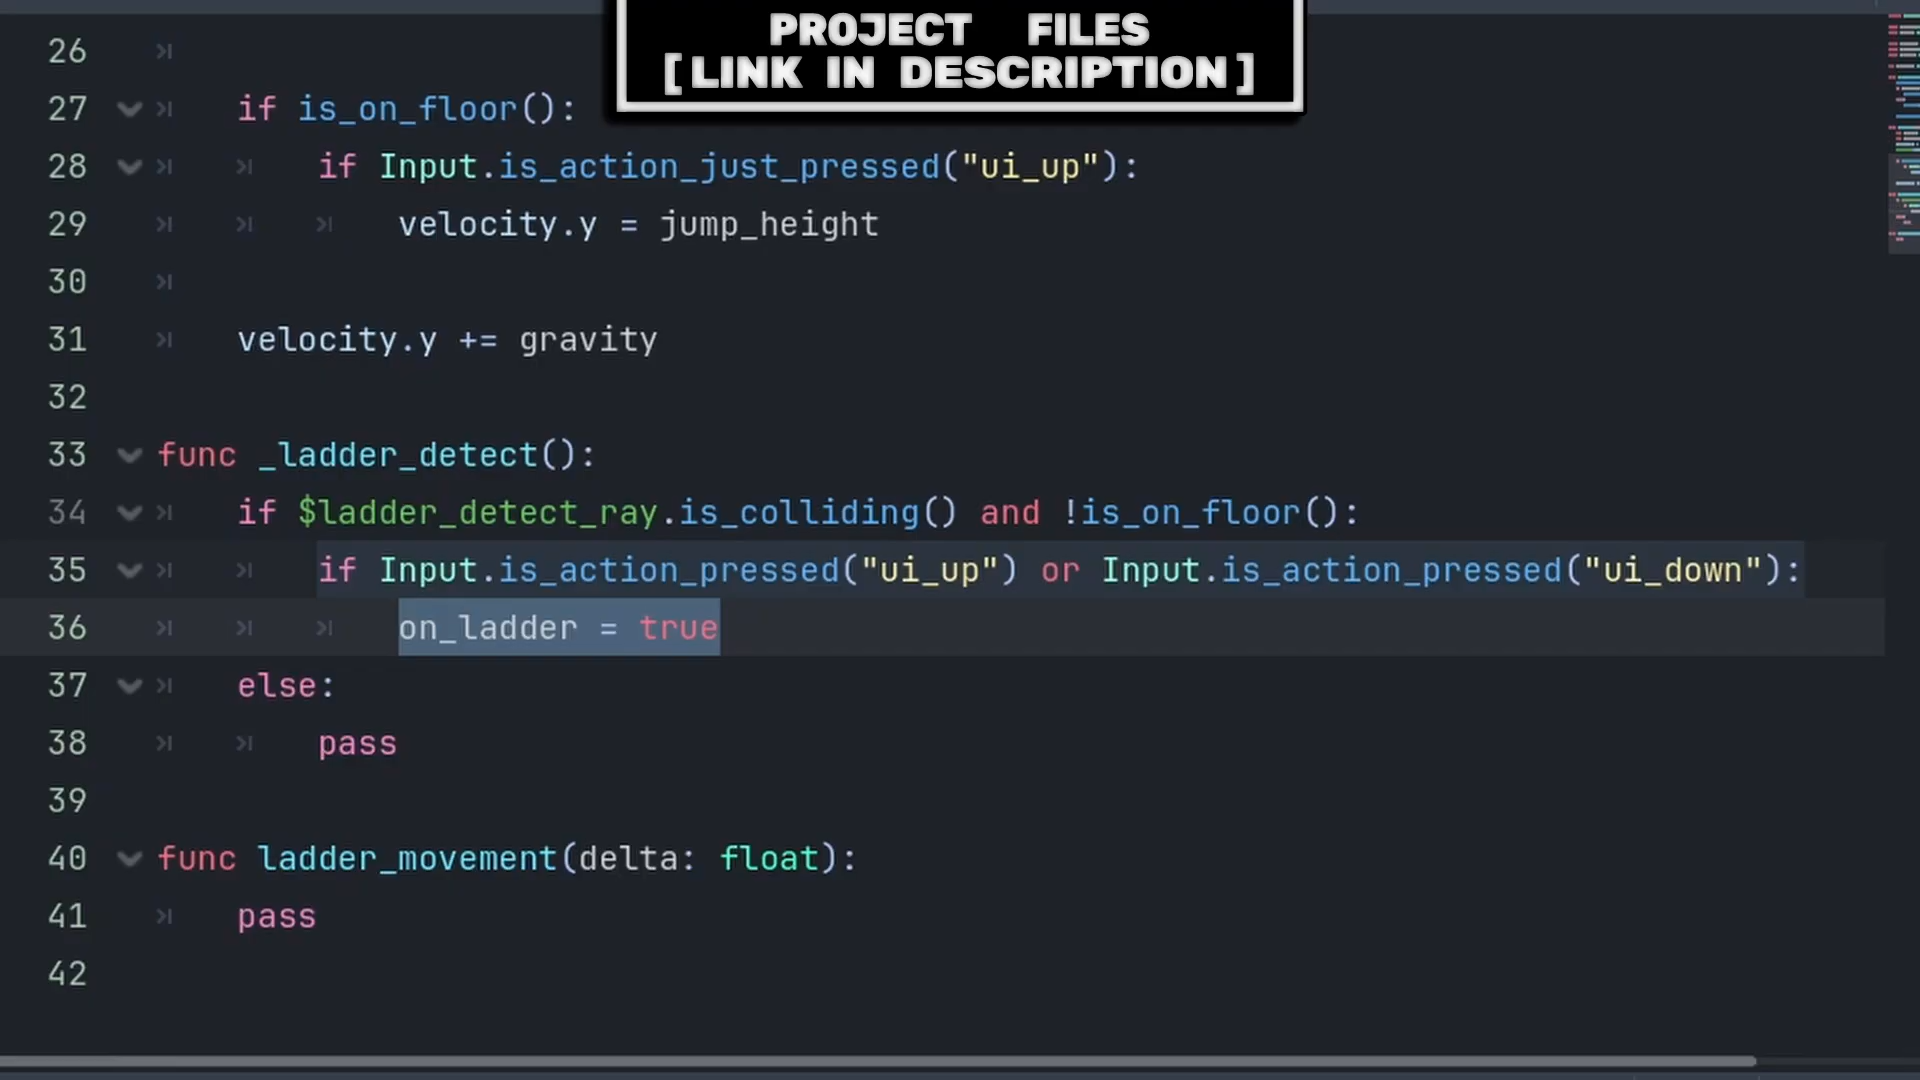 PROJECT FILES
[LINK IN DESCRIPTION]
26
27 if is_on_floor():
28 if Input.is_action_just_pressed("ui_up"):
29 velocity.y = jump_height
30
31 velocity.y += gravity
32
33 func _ladder_detect():
34 if $ladder_detect_ray.is_colliding() and !is_on_floor():
35 if Input.is_action_pressed("ui_up") or Input.is_action_pressed("ui_down"):
36 on_ladder = true
37 else:
38 pass
39
40 func ladder_movement(delta: float):
41 pass
42